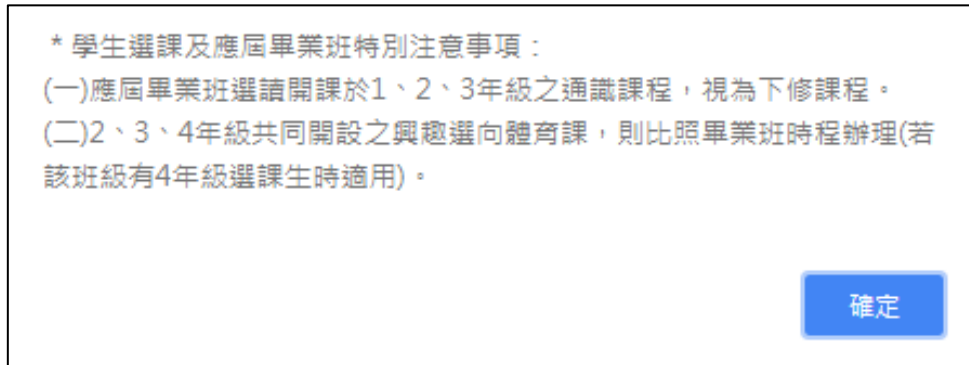 * 學生選課及應屆畢業班特別注意事項：
(一)應屆畢業班選讀開課於1、2、3年級之通識課程，視為下修課程。
(二)2、3、4年級共同開設之興趣選向體育課，則比照畢業班時程辦理(若
該班級有4年級選課生時適用)。
確定